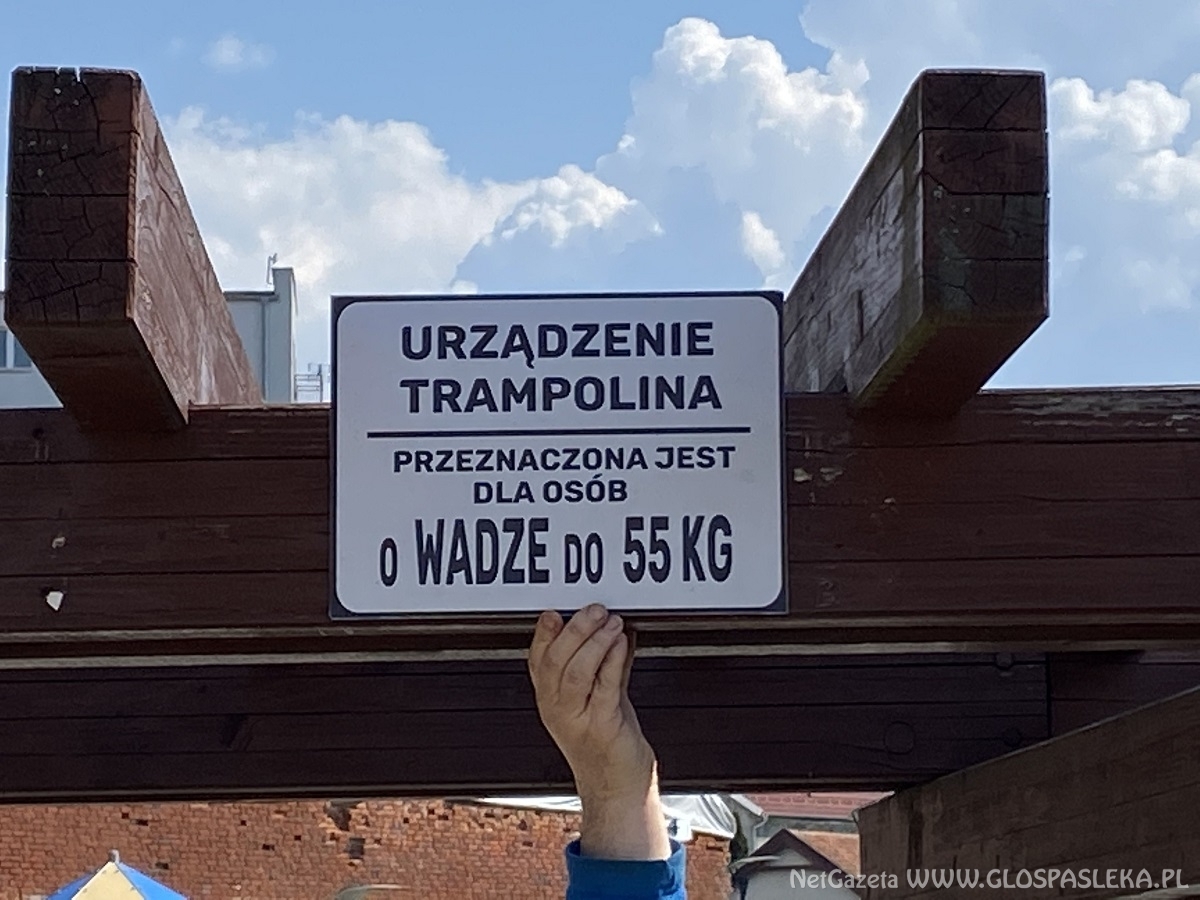 URZĄDZENIE
TRAMPOLINA
PRZEZNACZONA JEST
DLA OSÓB
O WADZE DO 55 KG
NetGazeta WWW.GLOSPASLEKA.PL